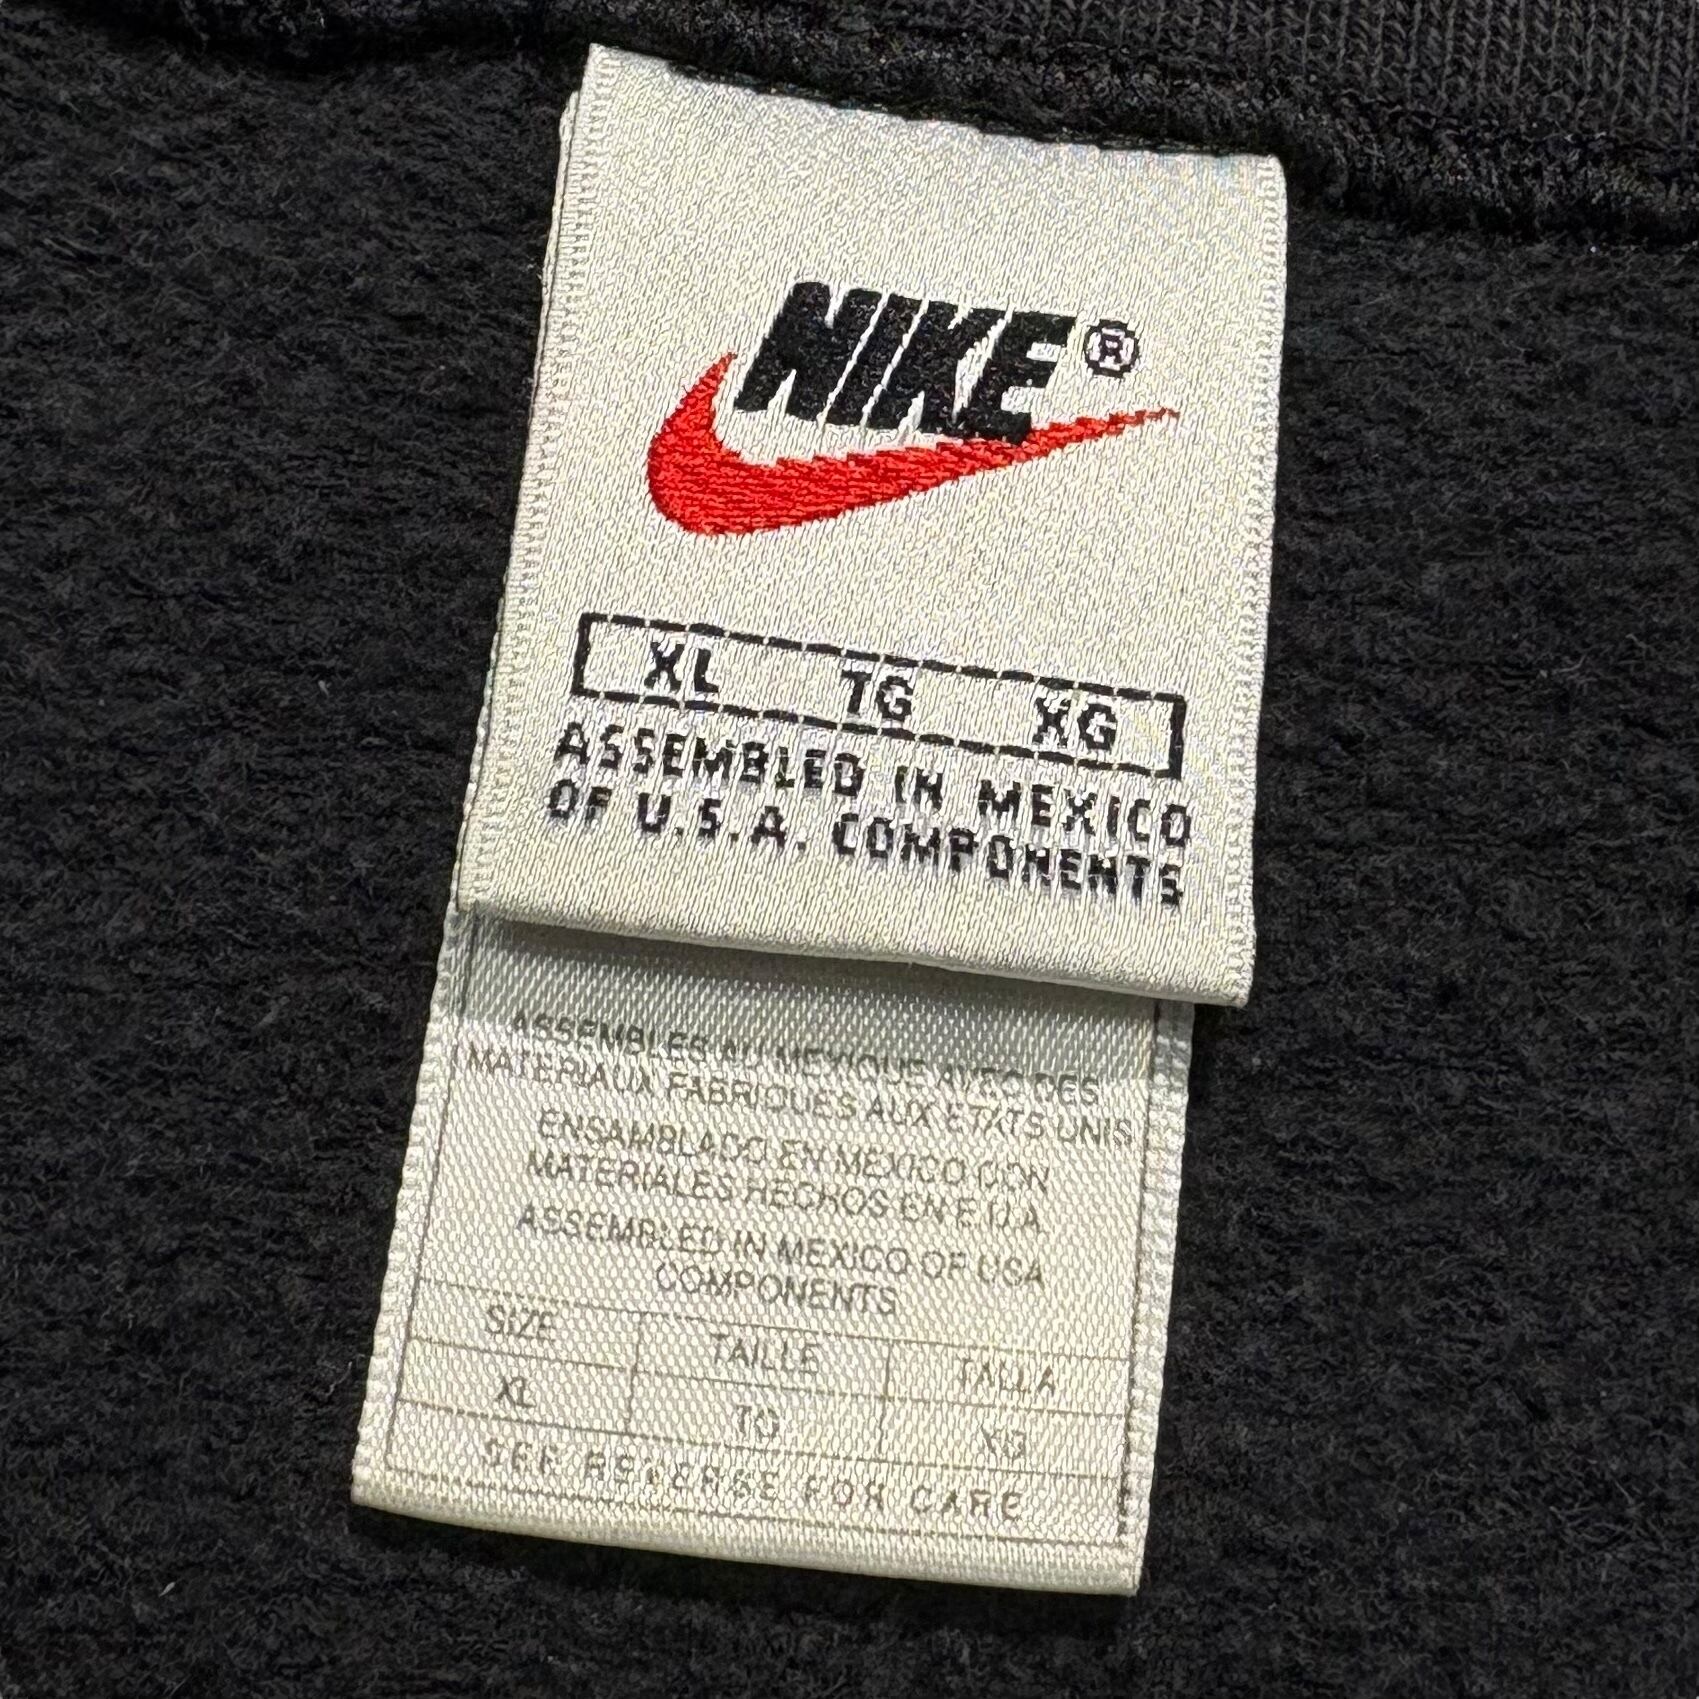 NIKE®
XL TG XG
ASSEMBLED IN MEXICO
OF U.S.A. COMPONENTS
ASSEMBLES AU MEXIQUE AVEC DES
MATERIAUX FABRIQUES AUX ETATS UNIS
ENSAMBLADO EN MEXICO CON
MATERIALES HECHOS EN E.U.A
ASSEMBLED IN MEXICO OF USA
COMPONENTS
SIZE TAILLE TALLA
XL TG XG
SEE REVERSE FOR CARE